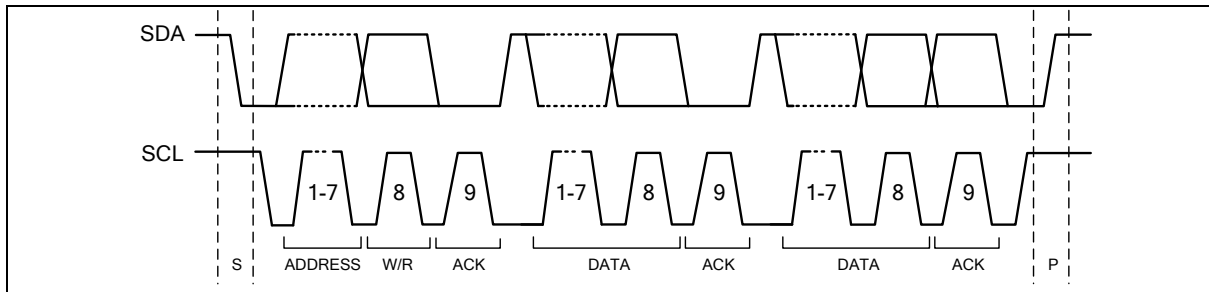 SDA
SCL
1-7 8 9 1-7 8 9 1-7 8 9
S ADDRESS W/R ACK DATA ACK DATA ACK P